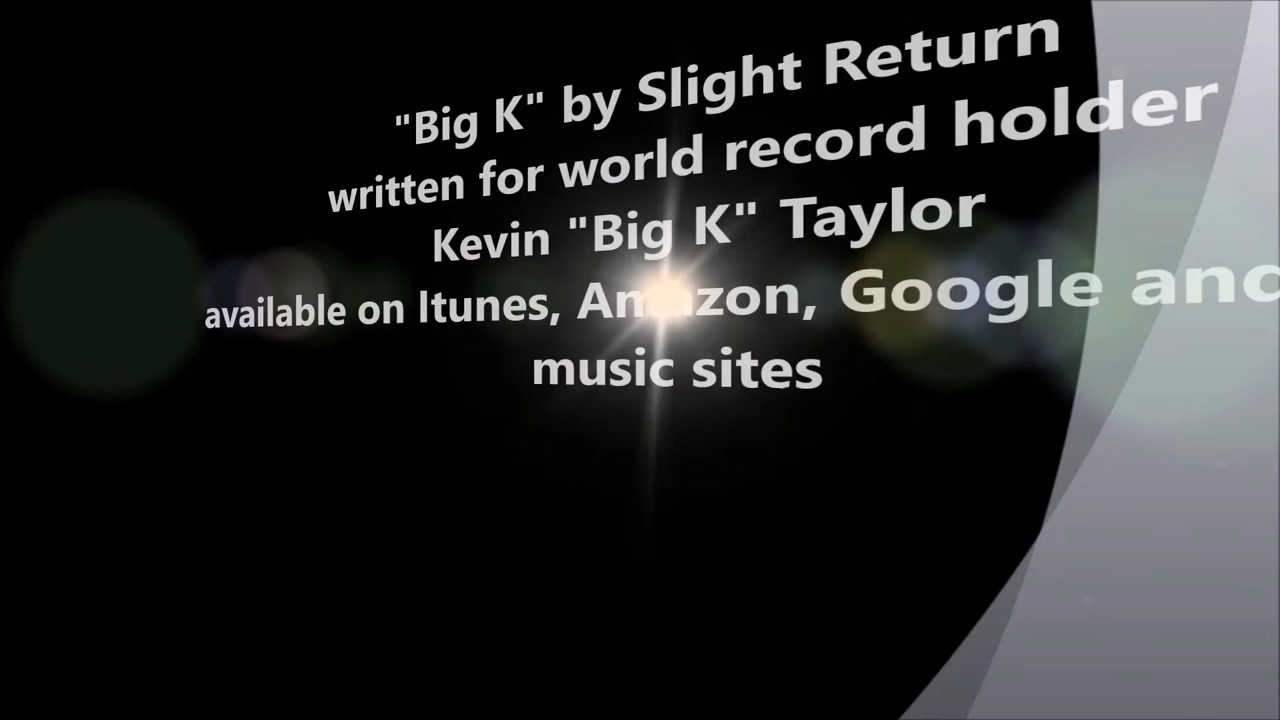 "Big K" by Slight Return
written for world record holder
Kevin "Big K" Taylor
available on Itunes, Amazon, Google and
music sites